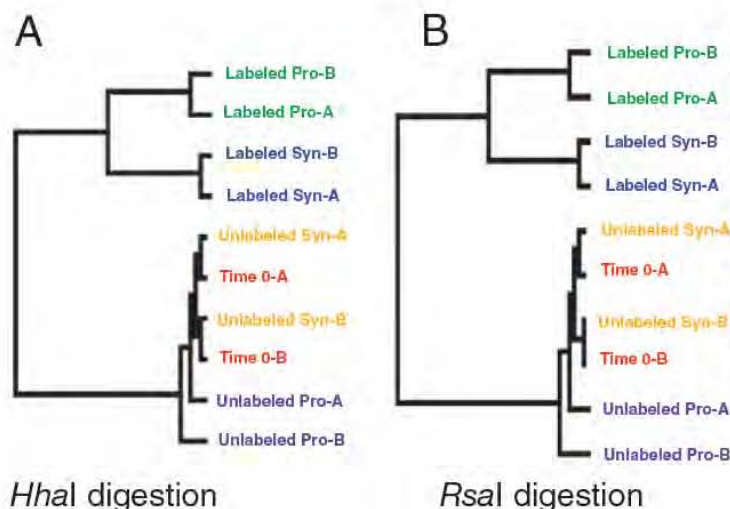 A
Labeled Pro-B
Labeled Pro-A
Labeled Syn-B
Labeled Syn-A
Unlabeled Syn-A
Time 0-A
Unlabeled Syn-B
Time 0-B
Unlabeled Pro-A
Unlabeled Pro-B
HhaI digestion
B
Labeled Pro-B
Labeled Pro-A
Labeled Syn-B
Labeled Syn-A
Unlabeled Syn-A
Time 0-A
Unlabeled Syn-B
Time 0-B
Unlabeled Pro-A
Unlabeled Pro-B
RsaI digestion